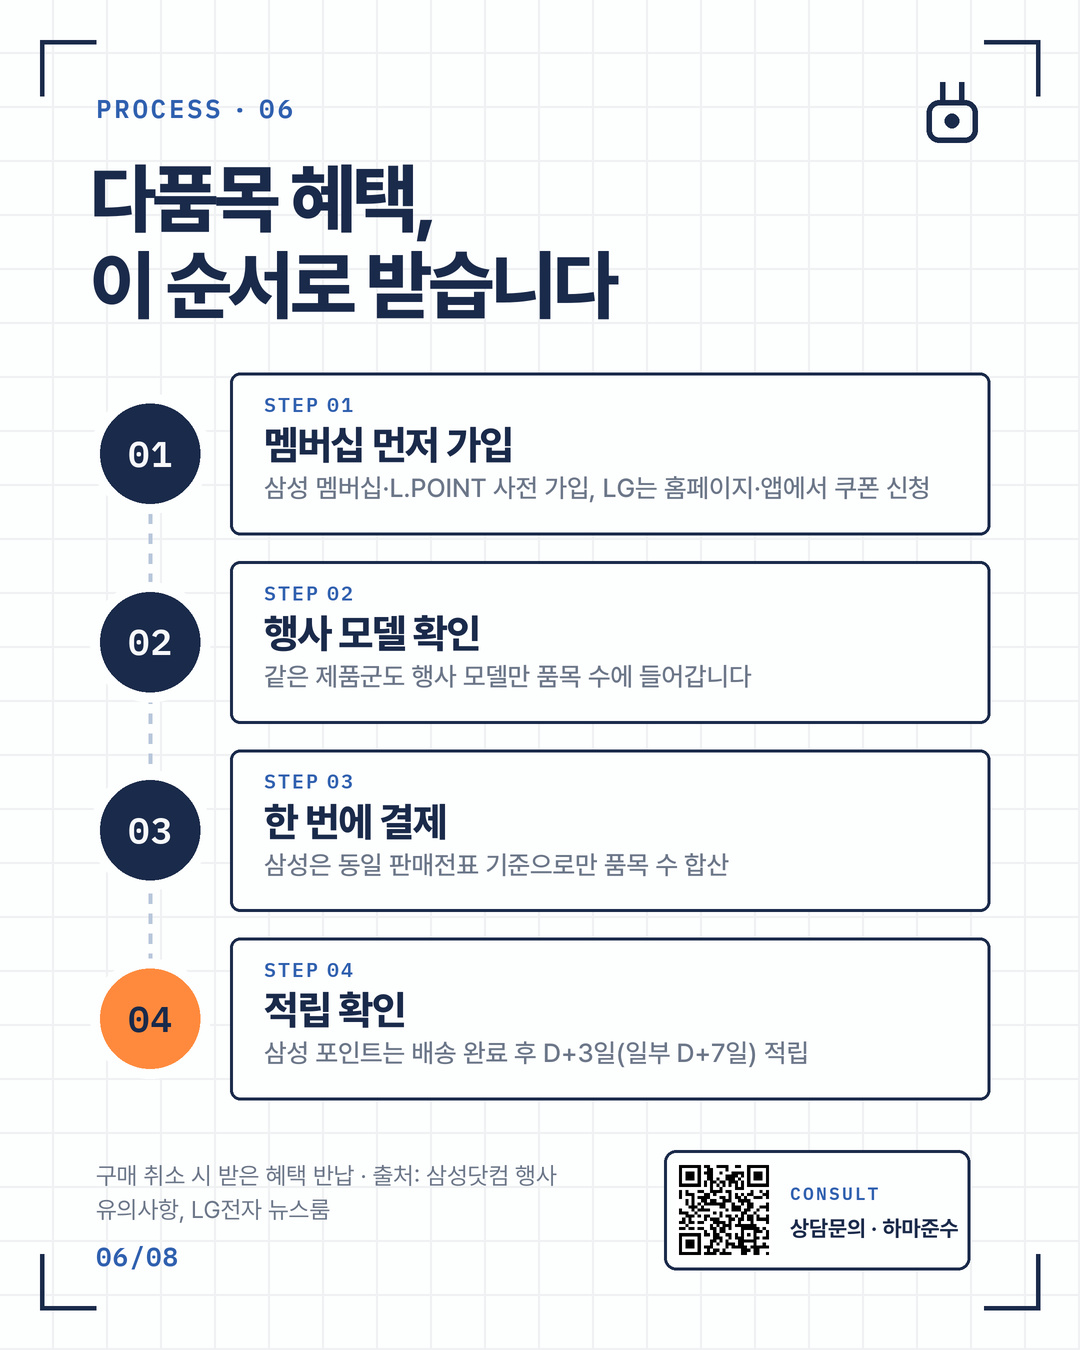 PROCESS · 06
다품목 혜택,
이 순서로 받습니다
01
STEP 01
멤버십 먼저 가입
삼성 멤버십·L.POINT 사전 가입, LG는 홈페이지·앱에서 쿠폰 신청
02
STEP 02
행사 모델 확인
같은 제품군도 행사 모델만 품목 수에 들어갑니다
03
STEP 03
한 번에 결제
삼성은 동일 판매전표 기준으로만 품목 수 합산
04
STEP 04
적립 확인
삼성 포인트는 배송 완료 후 D+3일(일부 D+7일) 적립
구매 취소 시 받은 혜택 반납 · 출처: 삼성닷컴 행사
유의사항, LG전자 뉴스룸
06/08
CONSULT
상담문의 · 하마준수